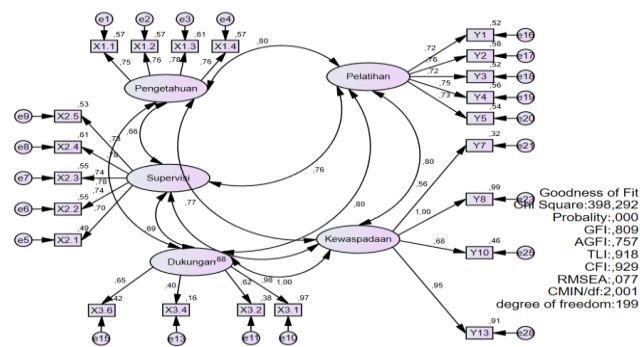 e1 e2 e3 e4
,57 ,57 ,61 ,57
X1.1 X1.2 X1.3 X1.4
,75 ,76 ,78 ,76
Pengetahuan
,80
Pelatihan
,52
Y1 e16
,58
Y2 e17
,52
Y3 e18
,56
Y4 e19
,54
Y5 e20
,72
,76
,72
,75
,73
,32
Y7 e21
,53
e9 X2.5
,61
e8 X2.4
,55
e7 X2.3
,55
e6 X2.2
,49
e5 X2.1
,73
,78
,74
,74
,70
,66
,78
Supervisi
,76
,77
,80
,80
,56
,99
Y8 e23
1,00
,69
,68
Kewaspadaan
,68
,46
Y10 e25
,95
,91
Y13 e28
Dukungan
1,00
,65 ,40 ,62 ,98
,42 ,16 ,38 ,97
X3.6 X3.4 X3.2 X3.1
e15 e13 e11 e10
Goodness of Fit
Chi Square:398,292
Probality:,000
GFI:,809
AGFI:,757
TLI:,918
CFI:,929
RMSEA:,077
CMIN/df:2,001
degree of freedom:199